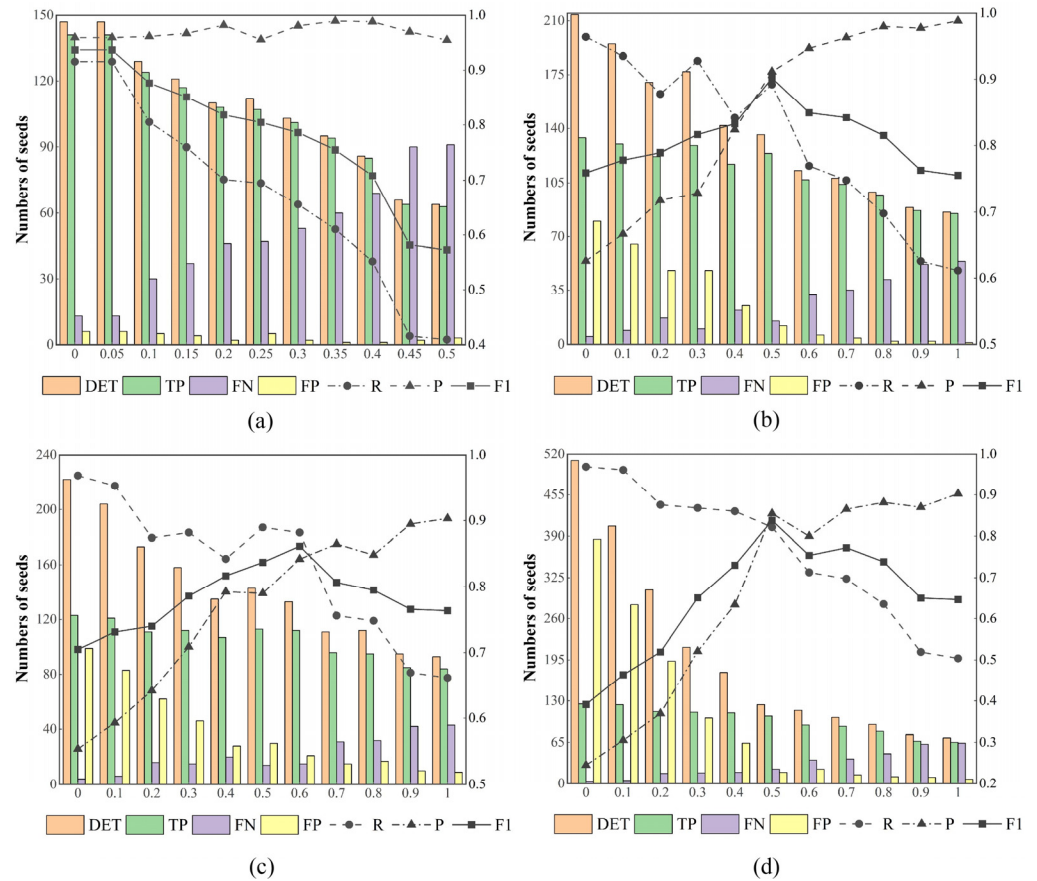 150 120 90 60 30 0
Numbers of seeds
1.0 0.9 0.8 0.7 0.6 0.5 0.4
0 0.05 0.1 0.15 0.2 0.25 0.3 0.35 0.4 0.45 0.5
DET TP FN FP R P F1
(a)
210 175 140 105 70 35 0
Numbers of seeds
1.0 0.9 0.8 0.7 0.6 0.5
0 0.1 0.2 0.3 0.4 0.5 0.6 0.7 0.8 0.9 1
DET TP FN FP R P F1
(b)
240 200 160 120 80 40 0
Numbers of seeds
1.0 0.9 0.8 0.7 0.6 0.5
0 0.1 0.2 0.3 0.4 0.5 0.6 0.7 0.8 0.9 1
DET TP FN FP R P F1
(c)
520 455 390 325 260 195 130 65 0
Numbers of seeds
1.0 0.9 0.8 0.7 0.6 0.5 0.4 0.3 0.2
0 0.1 0.2 0.3 0.4 0.5 0.6 0.7 0.8 0.9 1
DET TP FN FP R P F1
(d)